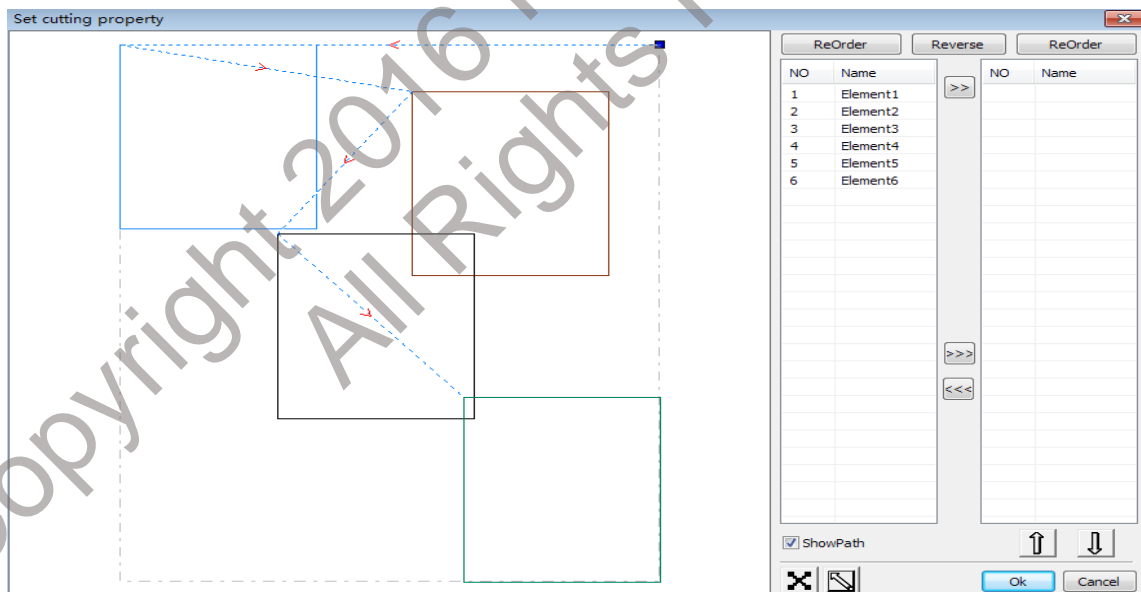 Set cutting property
ReOrder Reverse ReOrder
NO Name >> NO Name
1 Element1
2 Element2
3 Element3
4 Element4
5 Element5
6 Element6
>>>
<<<
ShowPath
Ok Cancel
opyright 2016
All Rights